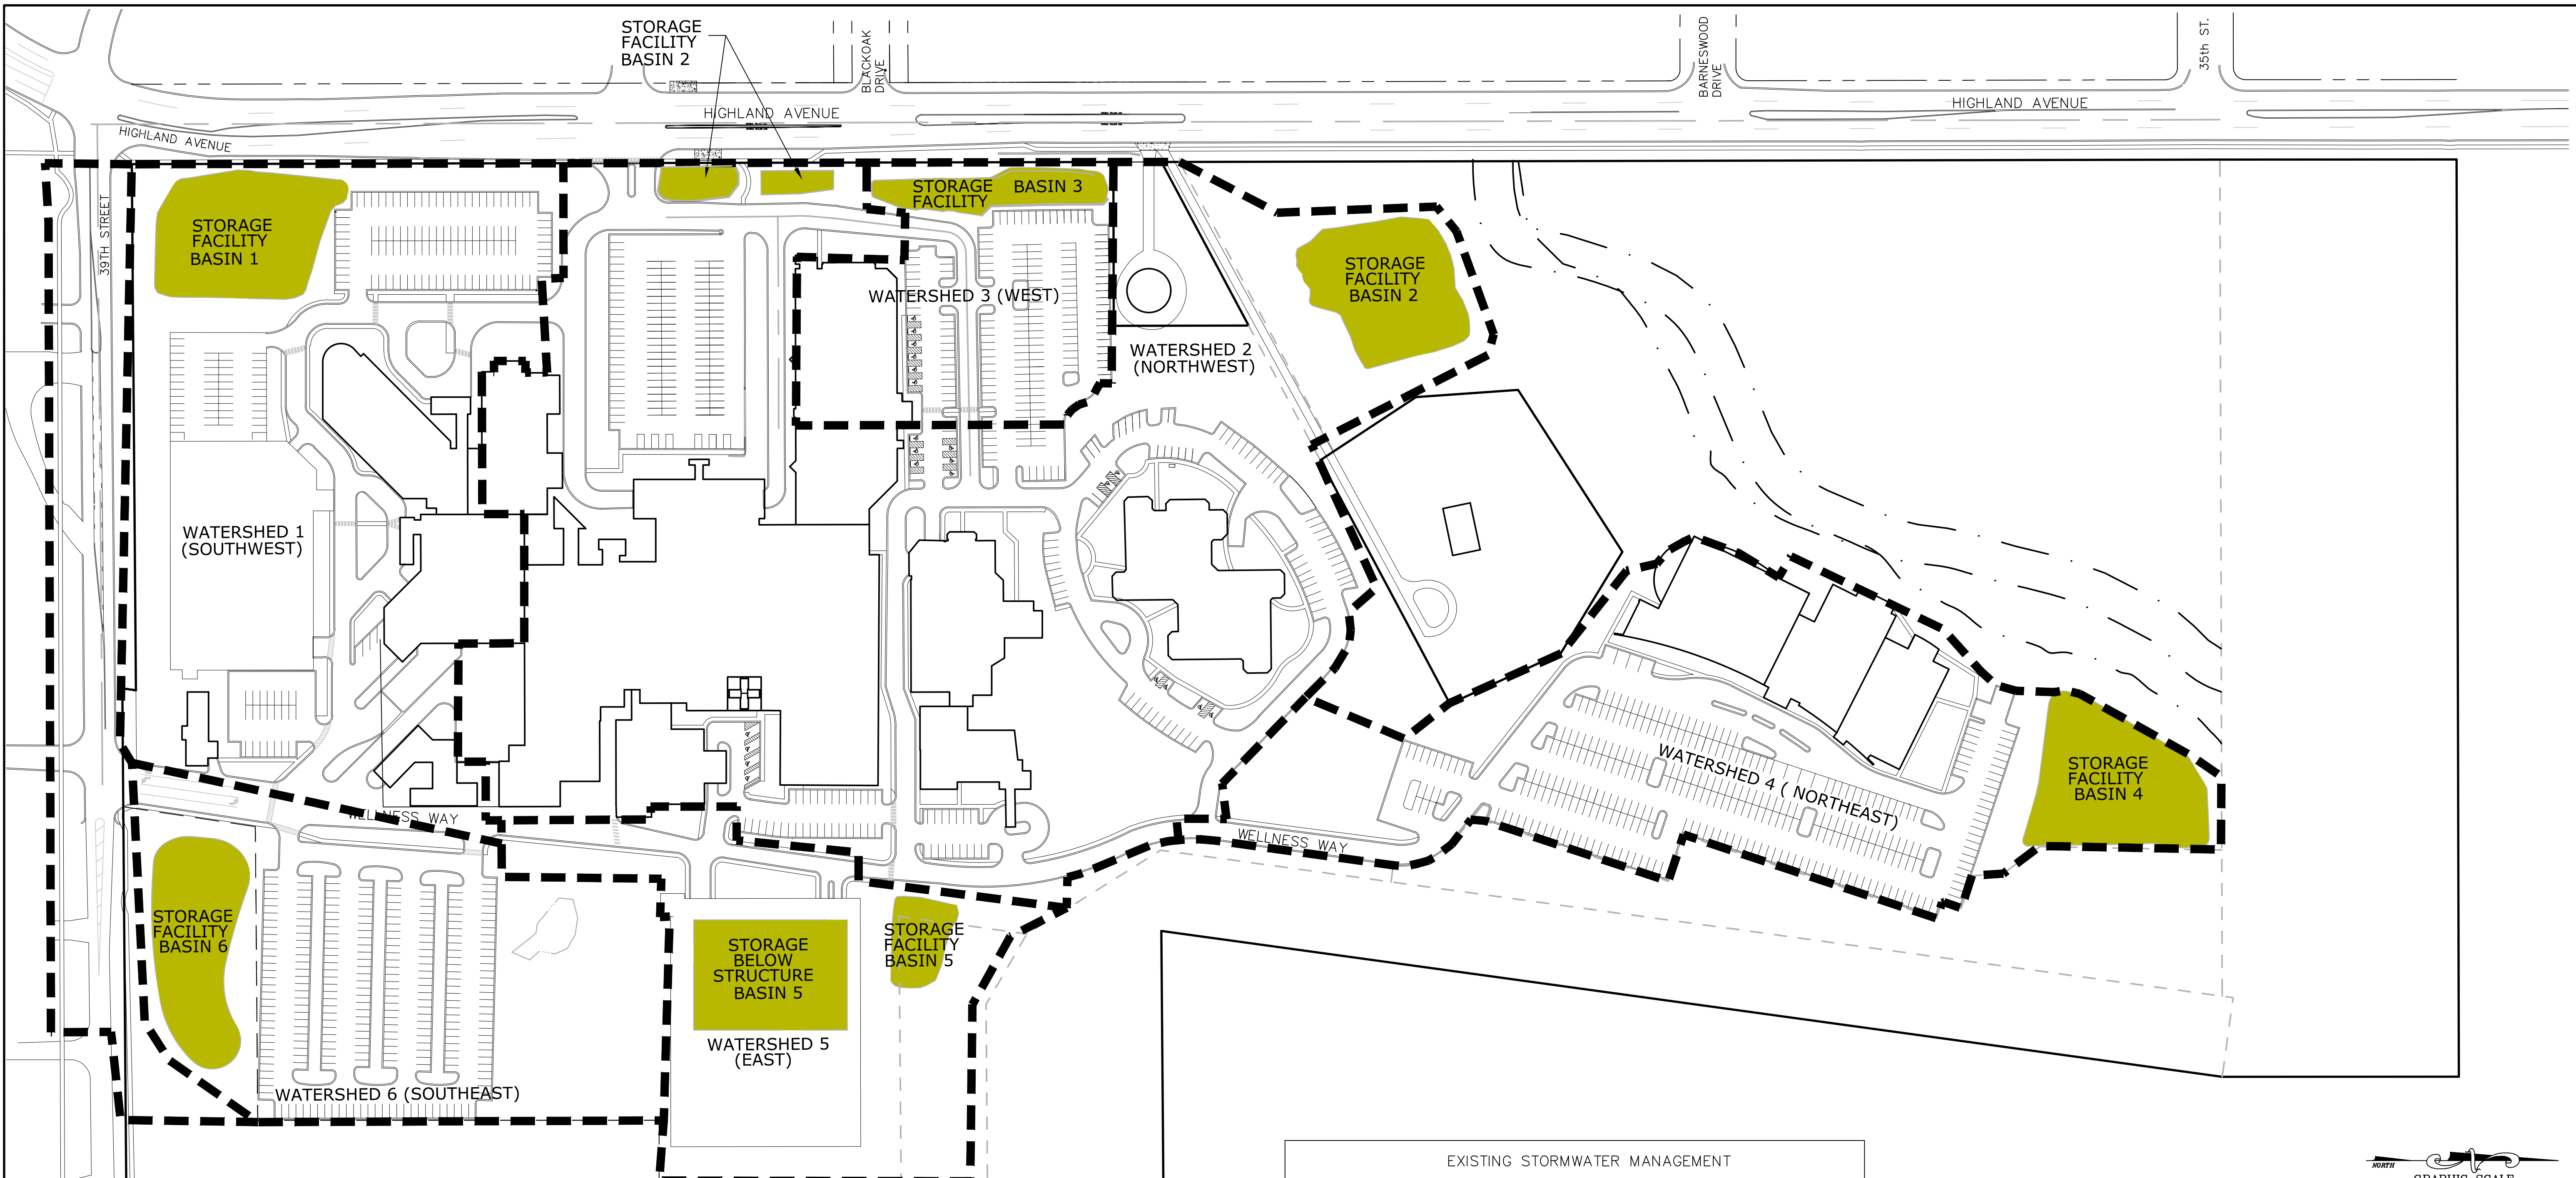 STORAGE
FACILITY
BASIN 2
BLACKOAK
DRIVE
BARNESWOOD
DRIVE
35th ST.
HIGHLAND AVENUE
HIGHLAND AVENUE
HIGHLAND AVENUE
39TH STREET
STORAGE
FACILITY
BASIN 1
STORAGE
FACILITY
BASIN 3
STORAGE
FACILITY
BASIN 2
WATERSHED 3 (WEST)
WATERSHED 2
(NORTHWEST)
WATERSHED 1
(SOUTHWEST)
WATERSHED 4 ( NORTHEAST)
STORAGE
FACILITY
BASIN 4
WELLNESS WAY
WELLNESS WAY
STORAGE
FACILITY
BASIN 6
STORAGE
BELOW
STRUCTURE
BASIN 5
STORAGE
FACILITY
BASIN 5
WATERSHED 5
(EAST)
WATERSHED 6 (SOUTHEAST)
EXISTING STORMWATER MANAGEMENT
NORTH
GRAPHIC SCALE